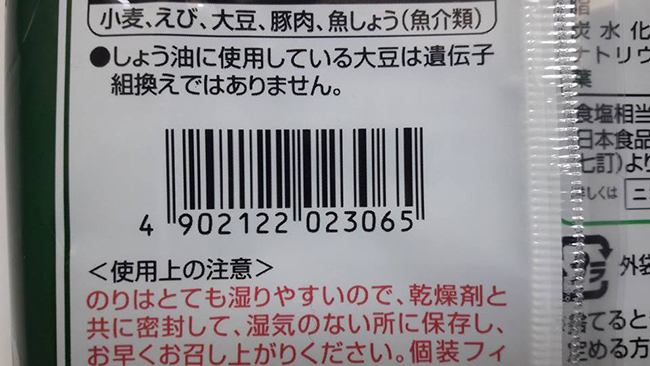 小麦、えび、大豆、豚肉、魚しょう(魚介類)
●しょう油に使用している大豆は遺伝子
組換えではありません。
4 902122 023065
<使用上の注意>
のりはとても湿りやすいので、乾燥剤と
共に密封して、湿気のない所に保存し、
お早くお召し上がりください。個装フィ
炭水化
ナトリウ
葉
食塩相当
日本食品
七訂)より
しくは
プラ
外袋
捨てると
定める方